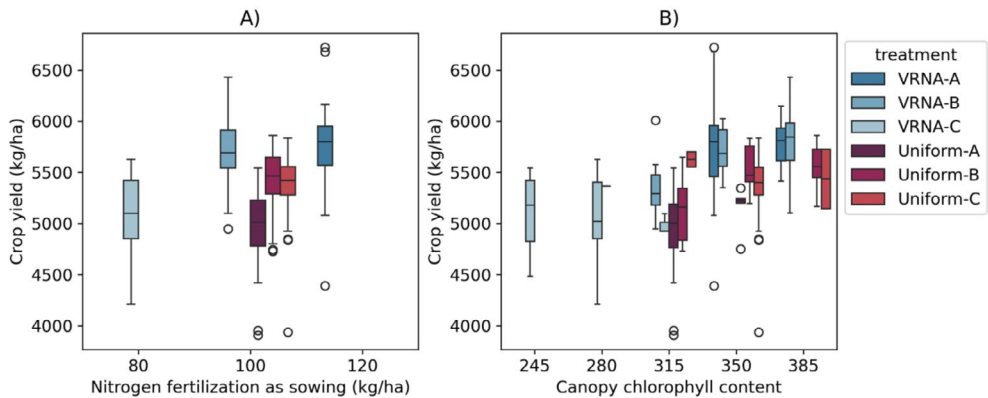 A)
B)
Crop yield (kg/ha)
6500
6000
5500
5000
4500
4000
80
100
120
Nitrogen fertilization as sowing (kg/ha)
Crop yield (kg/ha)
6500
6000
5500
5000
4500
4000
245
280
315
350
385
Canopy chlorophyll content
treatment
VRNA-A
VRNA-B
VRNA-C
Uniform-A
Uniform-B
Uniform-C